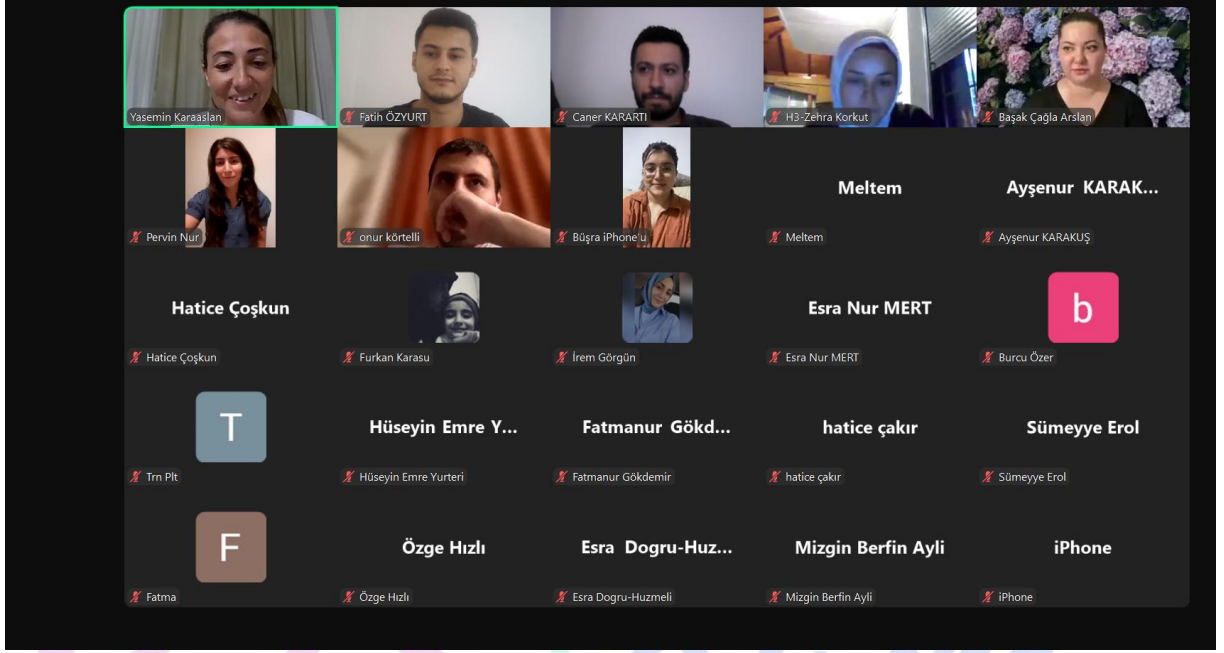 Yasemin Karaaslan
Fatih ÖZYURT
Caner KARARTI
H3-Zehra Korkut
Başak Çağla Arslan
Pervin Nur
onur körtelli
Büşra iPhone'u
Meltem
Meltem
Ayşenur KARAK...
Ayşenur KARAKUŞ
Hatice Çoşkun
Hatice Çoşkun
Furkan Karasu
İrem Görgün
Esra Nur MERT
Esra Nur MERT
b
Burcu Özer
T
Trn Plt
Hüseyin Emre Y...
Hüseyin Emre Yurteri
Fatmanur Gökd...
Fatmanur Gökdemir
hatice çakır
hatice çakır
Sümeyye Erol
Sümeyye Erol
F
Fatma
Özge Hızlı
Özge Hızlı
Esra Dogru-Huz...
Esra Dogru-Huzmeli
Mizgin Berfin Ayli
Mizgin Berfin Ayli
iPhone
iPhone